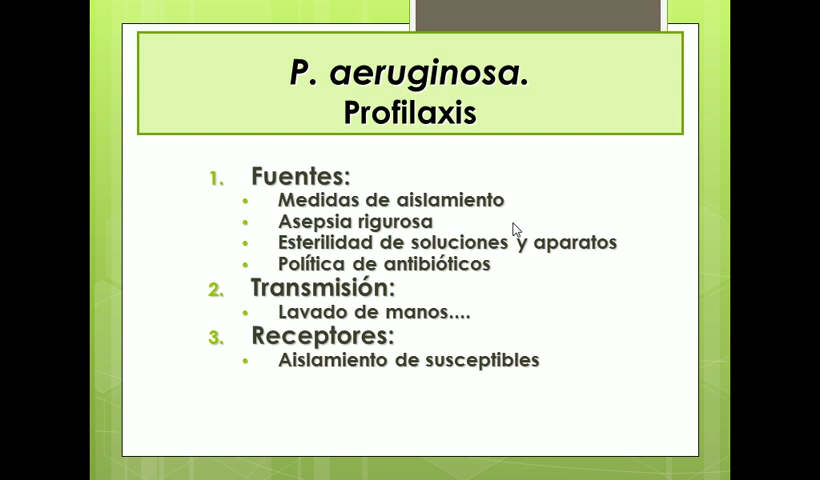 P. aeruginosa.
Profilaxis
1. Fuentes:
• Medidas de aislamiento
• Asepsia rigurosa
• Esterilidad de soluciones y aparatos
• Política de antibióticos
2. Transmisión:
• Lavado de manos....
3. Receptores:
• Aislamiento de susceptibles